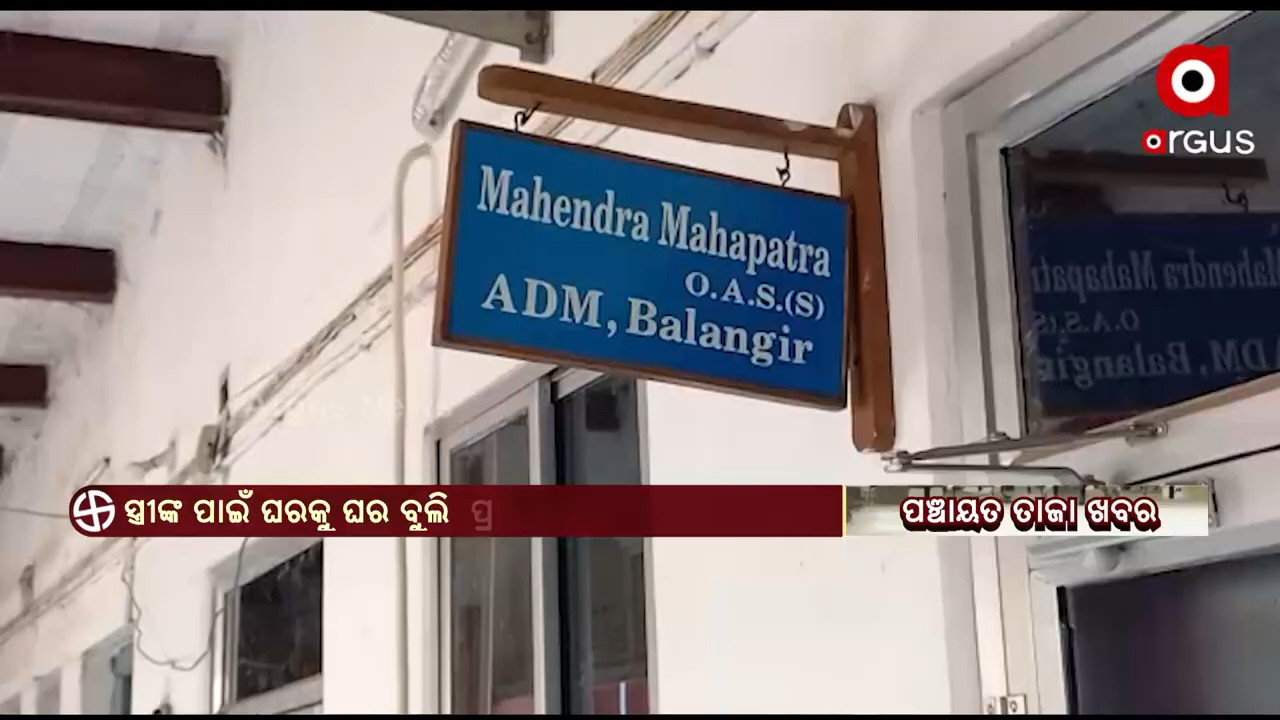 argus
Mahendra Mahapatra
O.A.S.(S)
ADM, Balangir
ସ୍ତ୍ରୀଙ୍କ ପାଇଁ ଘରକୁ ଘର ବୁଲି ପ୍ର
ପଞ୍ଚାୟତ ତାଜା ଖବର